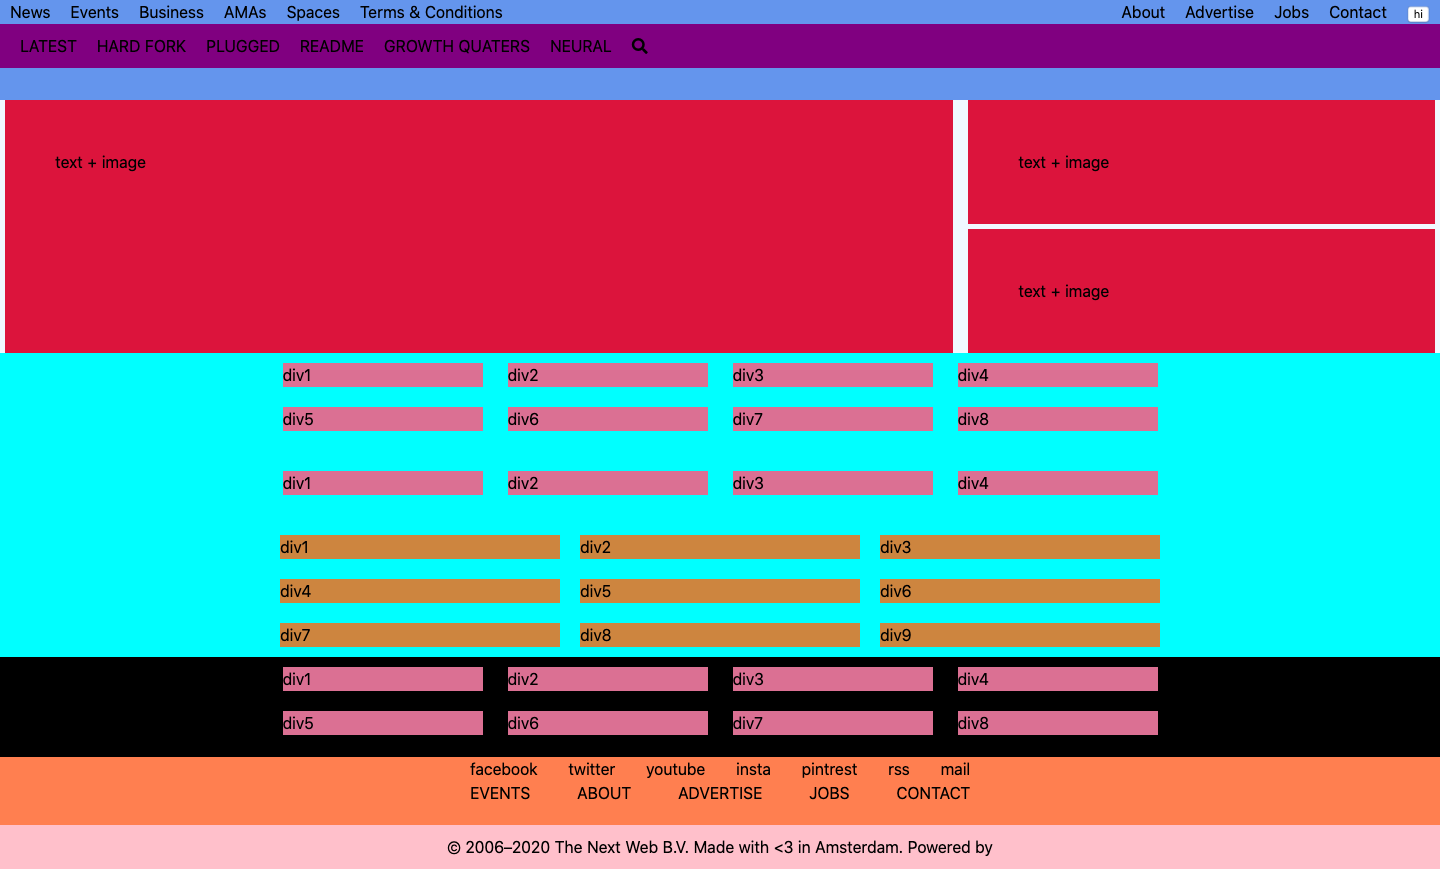 News Events Business AMAs Spaces Terms & Conditions About Advertise Jobs Contact hi
LATEST HARD FORK PLUGGED README GROWTH QUATERS NEURAL
text + image text + image
text + image
div1 div2 div3 div4
div5 div6 div7 div8
div1 div2 div3 div4
div1 div2 div3
div4 div5 div6
div7 div8 div9
div1 div2 div3 div4
div5 div6 div7 div8
facebook twitter youtube insta pintrest rss mail
EVENTS ABOUT ADVERTISE JOBS CONTACT
© 2006–2020 The Next Web B.V. Made with <3 in Amsterdam. Powered by